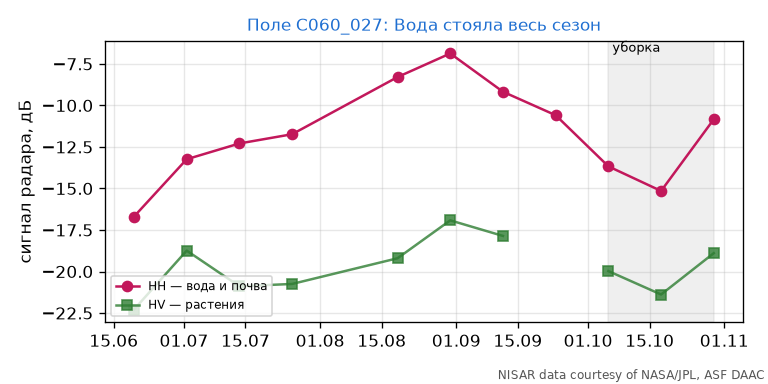 Поле C060_027: Вода стояла весь сезон
уборка
сигнал радара, дБ
−7.5
−10.0
−12.5
−15.0
−17.5
−20.0
−22.5
HH — вода и почва
HV — растения
15.06 01.07 15.07 01.08 15.08 01.09 15.09 01.10 15.10 01.11
NISAR data courtesy of NASA/JPL, ASF DAAC